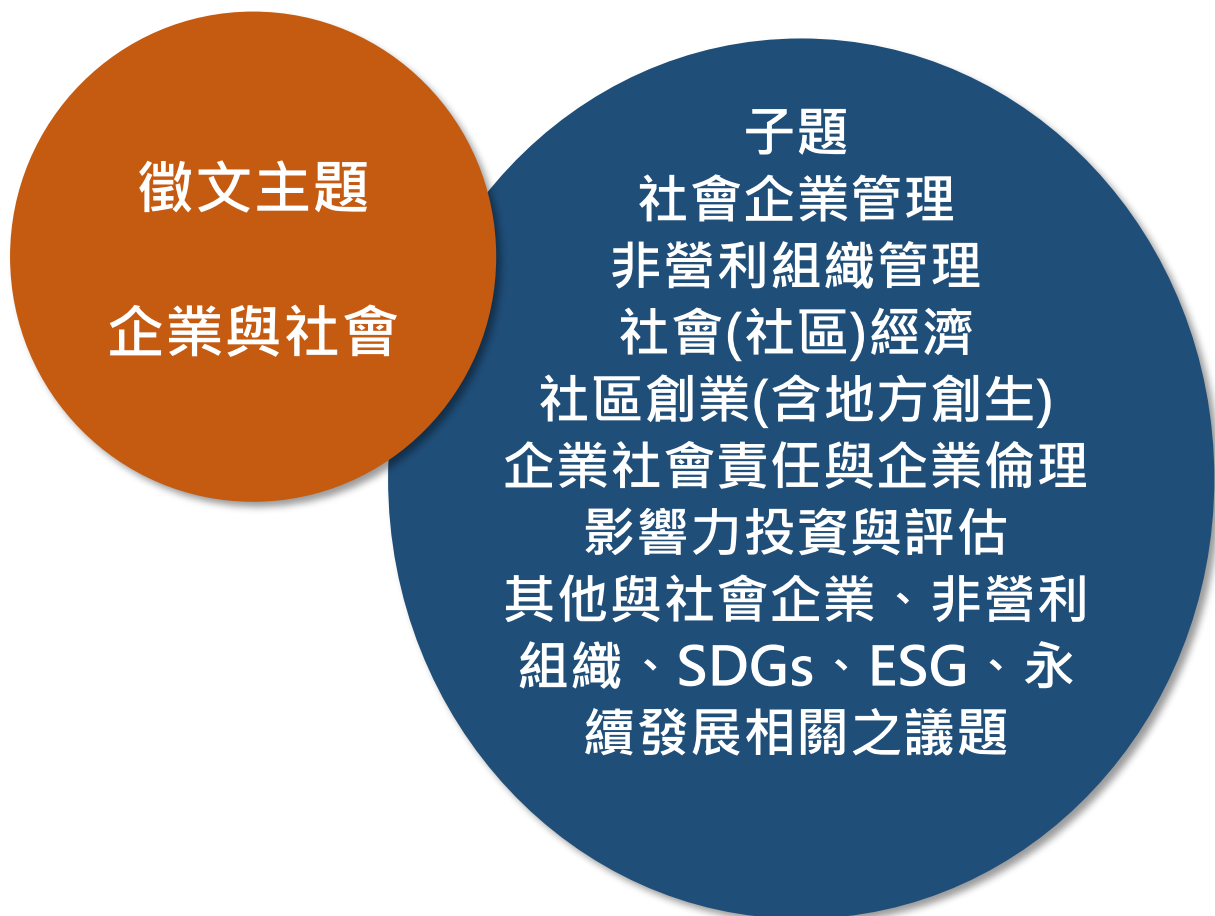 徵文主題
企業與社會
子題
社會企業管理
非營利組織管理
社會(社區)經濟
社區創業(含地方創生)
企業社會責任與企業倫理
影響力投資與評估
其他與社會企業、非營利
組織、SDGs、ESG、永
續發展相關之議題